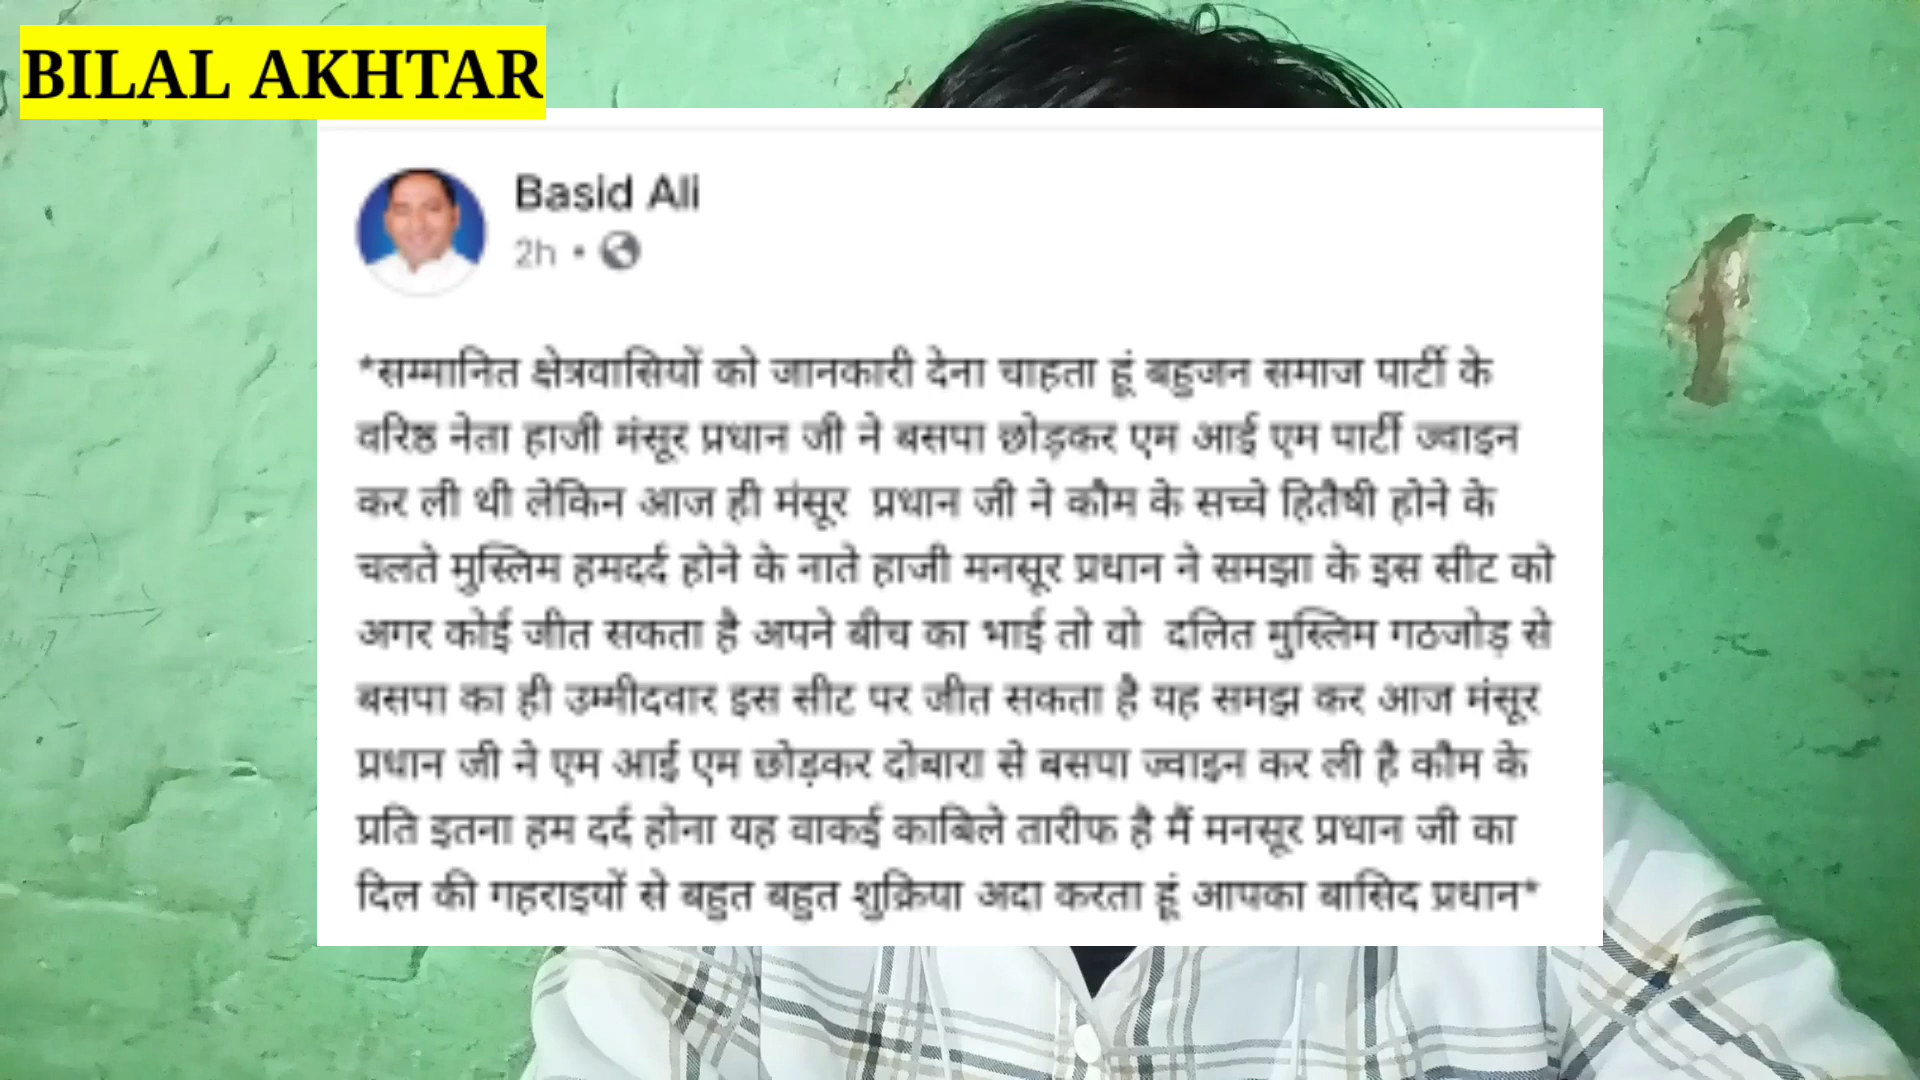 BILAL AKHTAR
Basid Ali
2h •
*सम्मानित क्षेत्रवासियों को जानकारी देना चाहता हूं बहुजन समाज पार्टी के
वरिष्ठ नेता हाजी मंसूर प्रधान जी ने बसपा छोड़कर एम आई एम पार्टी ज्वाइन
कर ली थी लेकिन आज ही मंसूर प्रधान जी ने कौम के सच्चे हितैषी होने के
चलते मुस्लिम हमदर्द होने के नाते हाजी मनसूर प्रधान ने समझा के इस सीट को
अगर कोई जीत सकता है अपने बीच का भाई तो वो दलित मुस्लिम गठजोड़ से
बसपा का ही उम्मीदवार इस सीट पर जीत सकता है यह समझ कर आज मंसूर
प्रधान जी ने एम आई एम छोड़कर दोबारा से बसपा ज्वाइन कर ली है कौम के
प्रति इतना हम दर्द होना यह वाकई काबिले तारीफ है मैं मनसूर प्रधान जी का
दिल की गहराइयों से बहुत बहुत शुक्रिया अदा करता हूं आपका बासिद प्रधान*